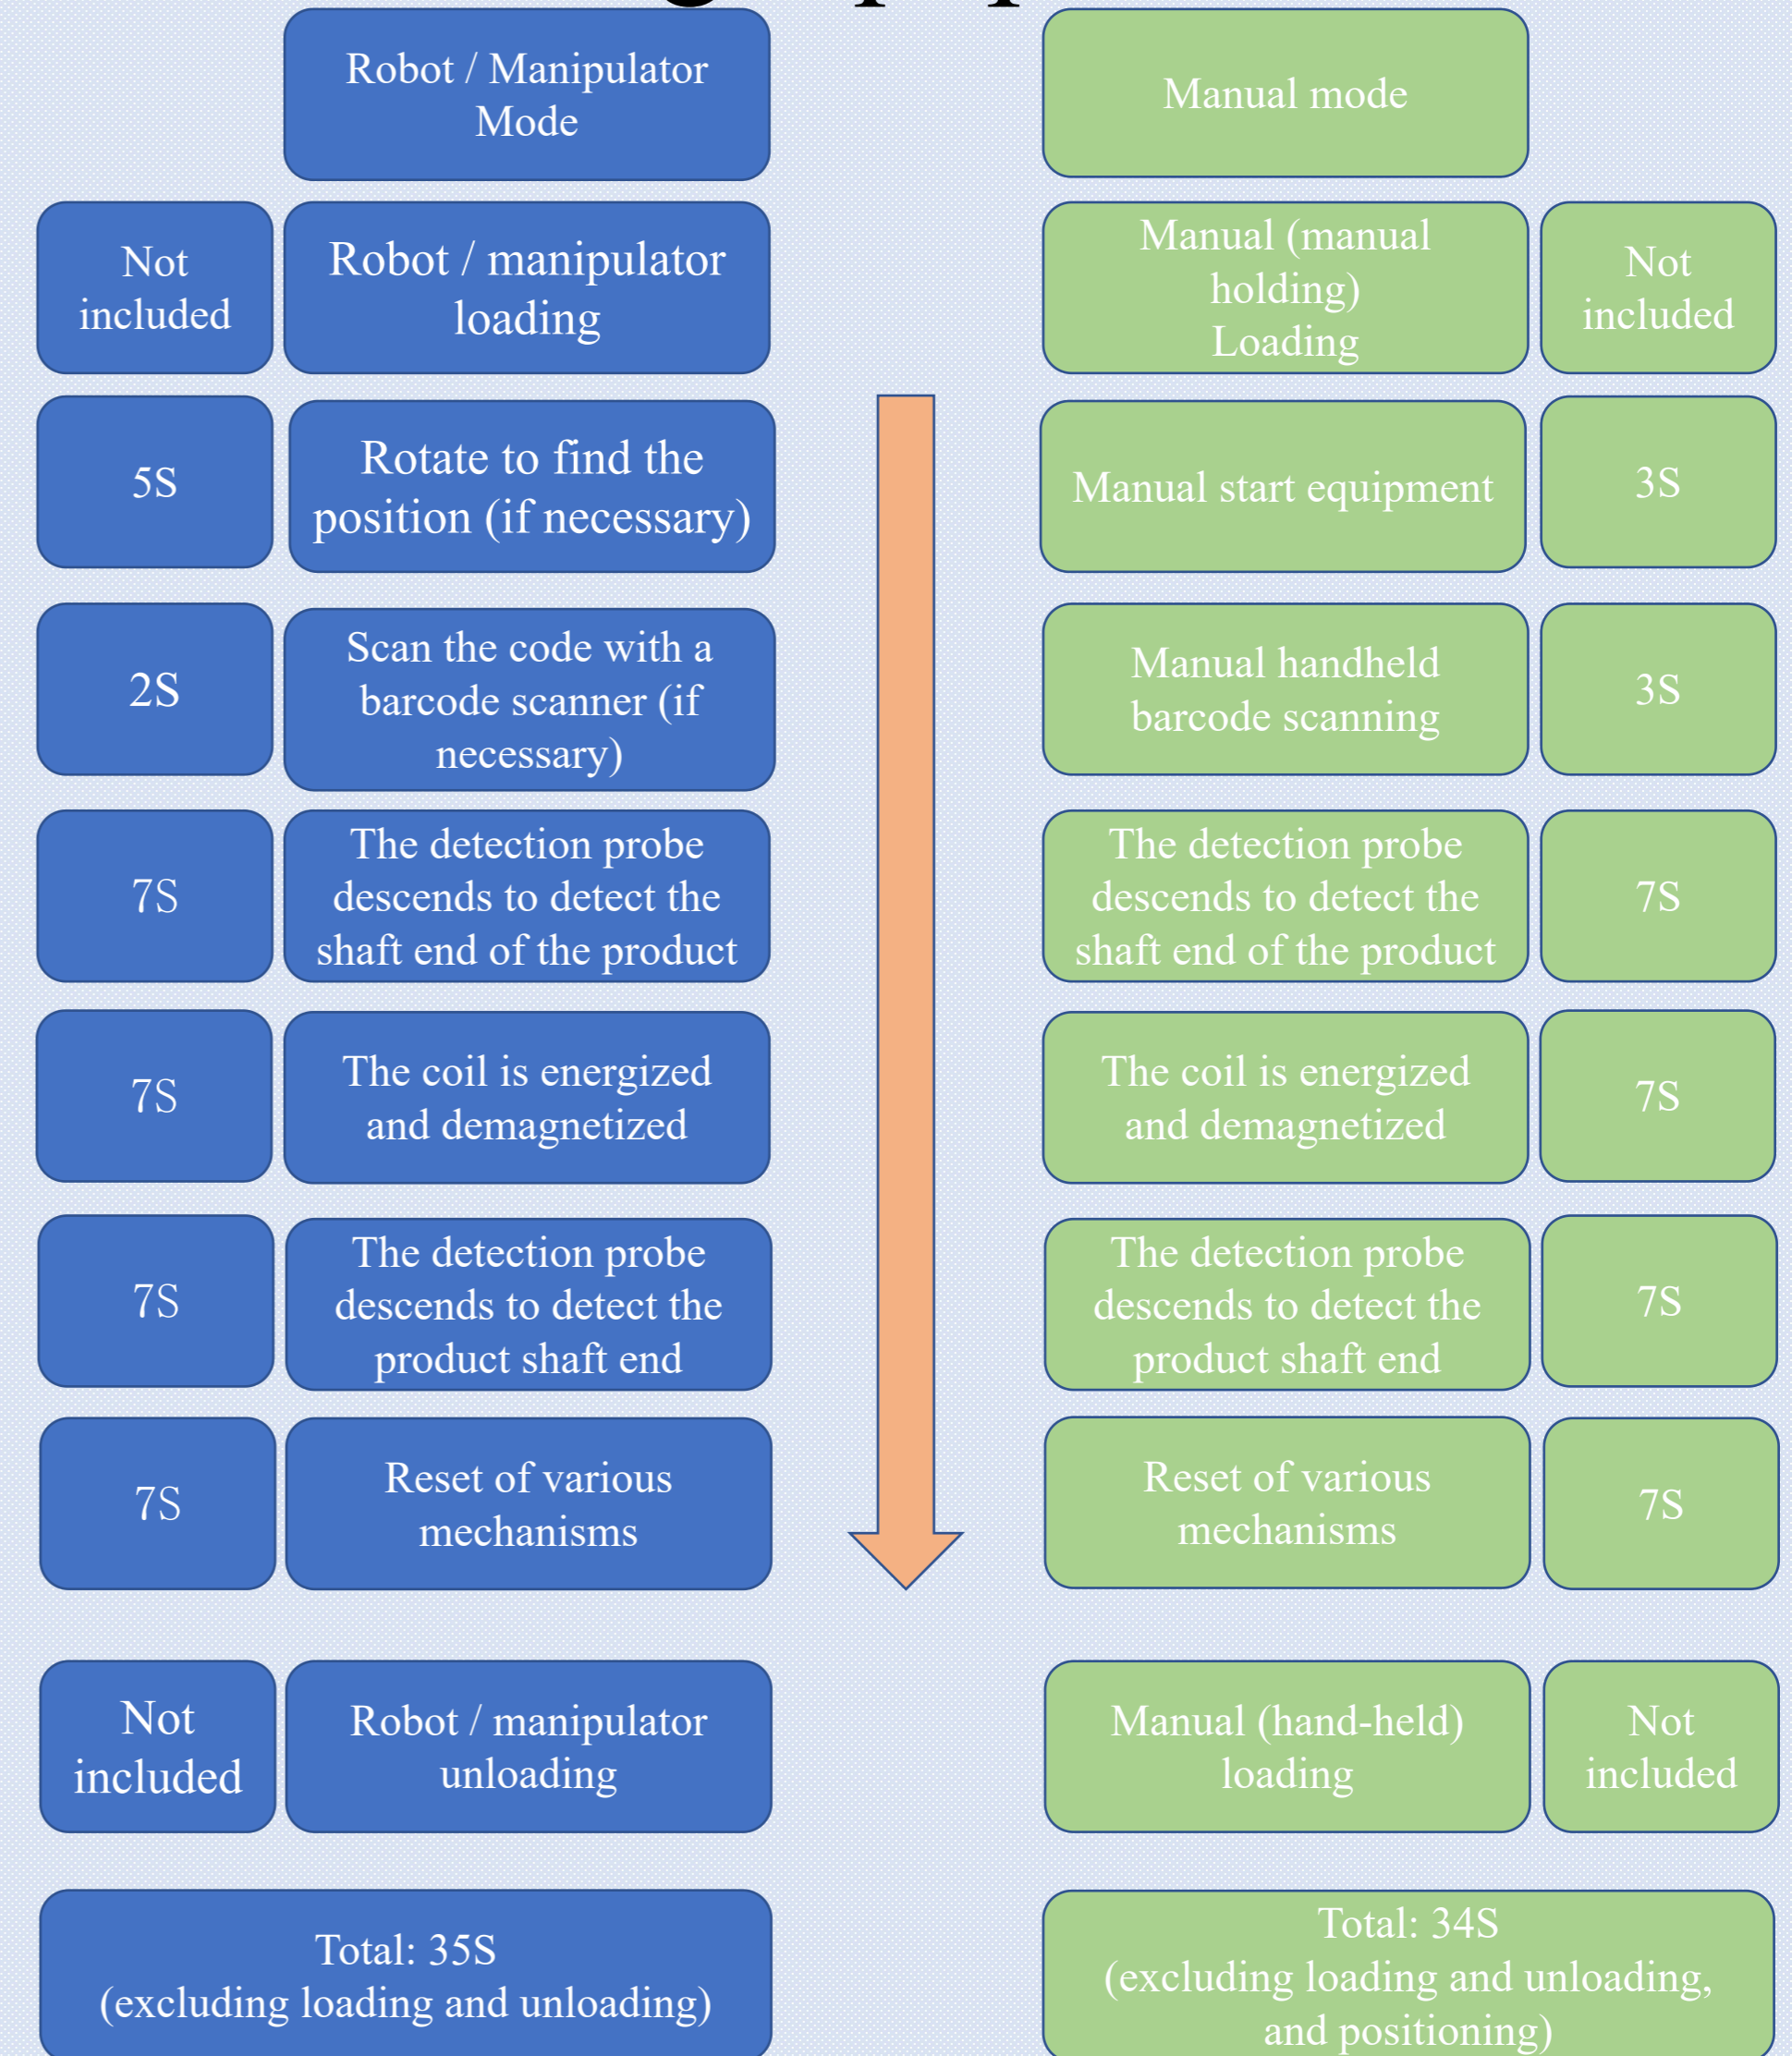 Robot / Manipulator
Mode
Manual mode
Not
included
Robot / manipulator
loading
Manual (manual
holding)
Loading
Not
included
5S
Rotate to find the
position (if necessary)
Manual start equipment
3S
2S
Scan the code with a
barcode scanner (if
necessary)
Manual handheld
barcode scanning
3S
7S
The detection probe
descends to detect the
shaft end of the product
The detection probe
descends to detect the
shaft end of the product
7S
7S
The coil is energized
and demagnetized
The coil is energized
and demagnetized
7S
7S
The detection probe
descends to detect the
product shaft end
The detection probe
descends to detect the
product shaft end
7S
7S
Reset of various
mechanisms
Reset of various
mechanisms
7S
Not
included
Robot / manipulator
unloading
Manual (hand-held)
loading
Not
included
Total: 35S
(excluding loading and unloading)
Total: 34S
(excluding loading and unloading,
and positioning)